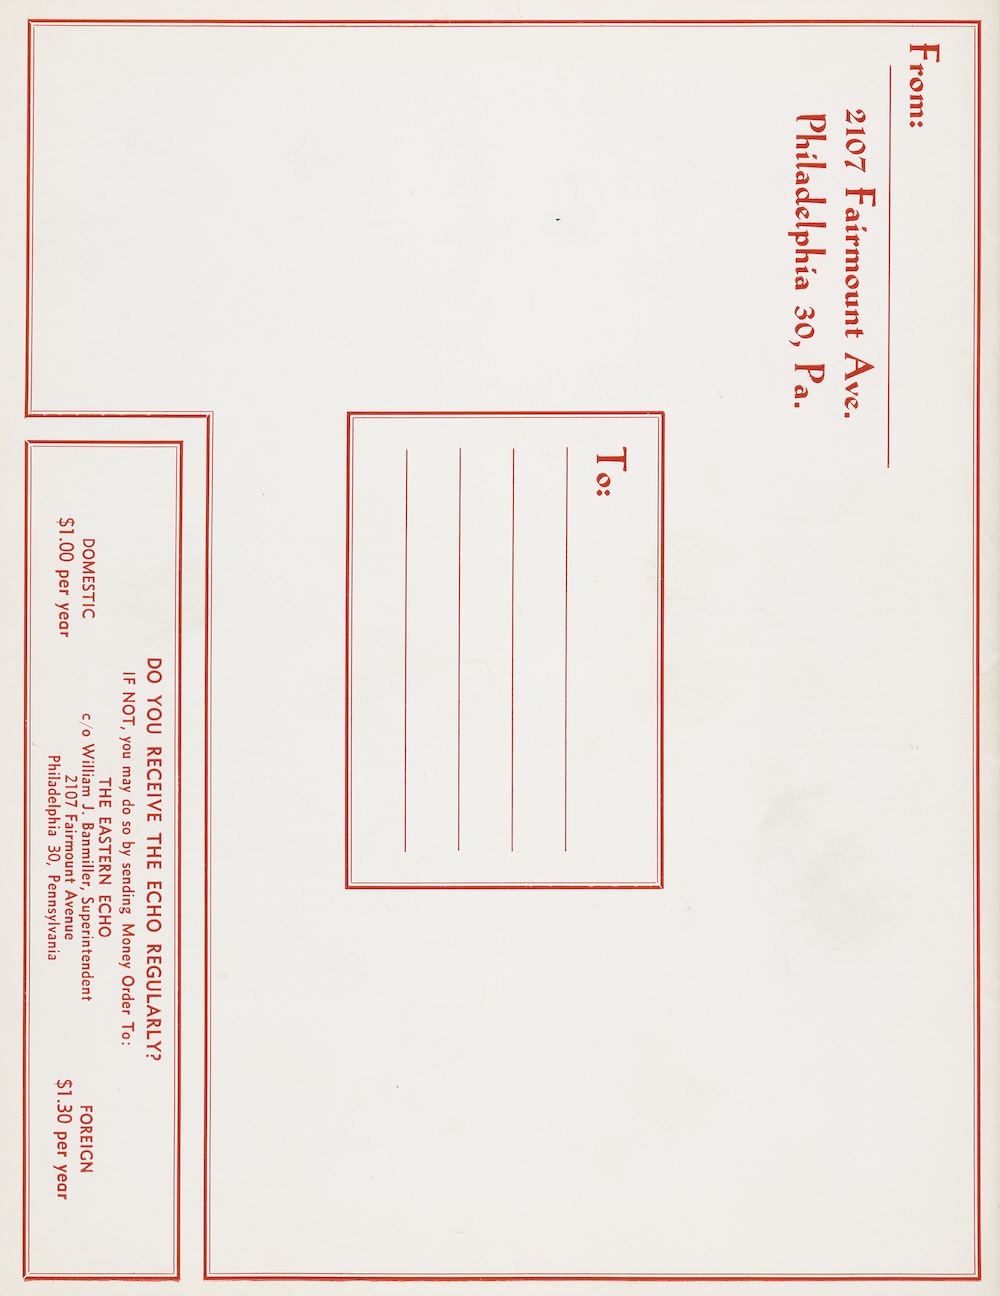 From:
2107 Fairmount Ave.
Philadelphia 30, Pa.
To:
DO YOU RECEIVE THE ECHO REGULARLY?
IF NOT, you may do so by sending Money Order To:
THE EASTERN ECHO
DOMESTIC
$1.00 per year
c/o William J. Banmiller, Superintendent
2107 Fairmount Avenue
Philadelphia 30, Pennsylvania
FOREIGN
$1.30 per year